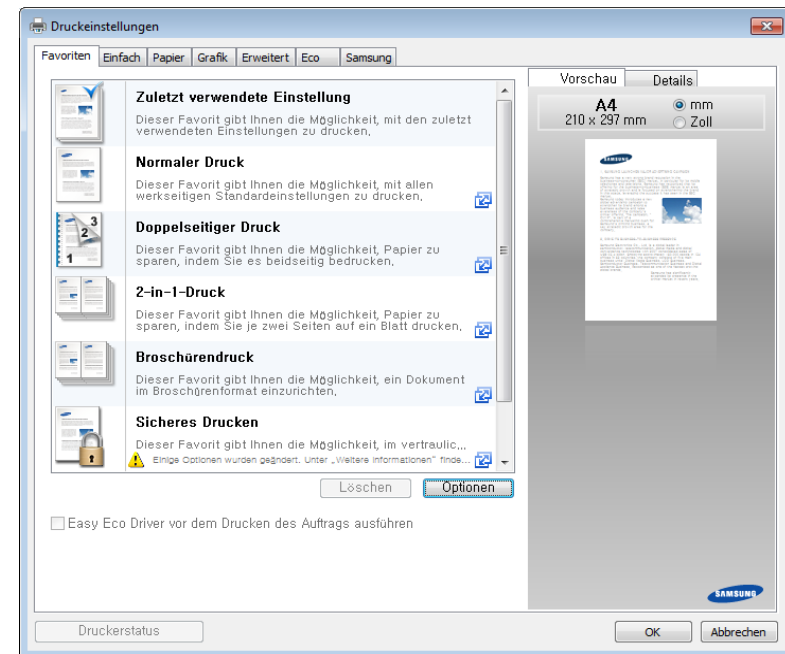 Druckeinstellungen
Favoriten Einfach Papier Grafik Erweitert Eco Samsung
Zuletzt verwendete Einstellung
Dieser Favorit gibt Ihnen die Möglichkeit, mit den zuletzt
verwendeten Einstellungen zu drucken,
Normaler Druck
Dieser Favorit gibt Ihnen die Möglichkeit, mit allen
werkseitigen Standardeinstellungen zu drucken,
Doppelseitiger Druck
Dieser Favorit gibt Ihnen die Möglichkeit, Papier zu
sparen, indem Sie es beidseitig bedrucken,
1 2 3
2-in-1-Druck
Dieser Favorit gibt Ihnen die Möglichkeit, Papier zu
sparen, indem Sie je zwei Seiten auf ein Blatt drucken,
Broschürendruck
Dieser Favorit gibt Ihnen die Möglichkeit, ein Dokument
im Broschürenformat einzurichten,
Sicheres Drucken
Dieser Favorit gibt Ihnen die Möglichkeit, im vertraulic,,,
Einige Optionen wurden geändert. Unter „Weitere Informationen" finde...
Löschen Optionen
Easy Eco Driver vor dem Drucken des Auftrags ausführen
Vorschau Details
A4 mm
210 x 297 mm Zoll
SAMSUNG
SAMSUNG
Druckerstatus OK Abbrechen